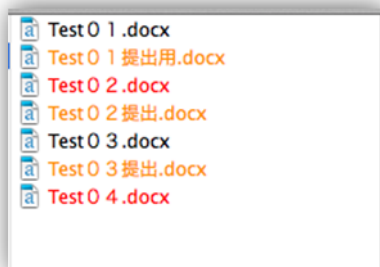 Test０１.docx
Test０１提出用.docx
Test０２.docx
Test０２提出.docx
Test０３.docx
Test０３提出.docx
Test０４.docx